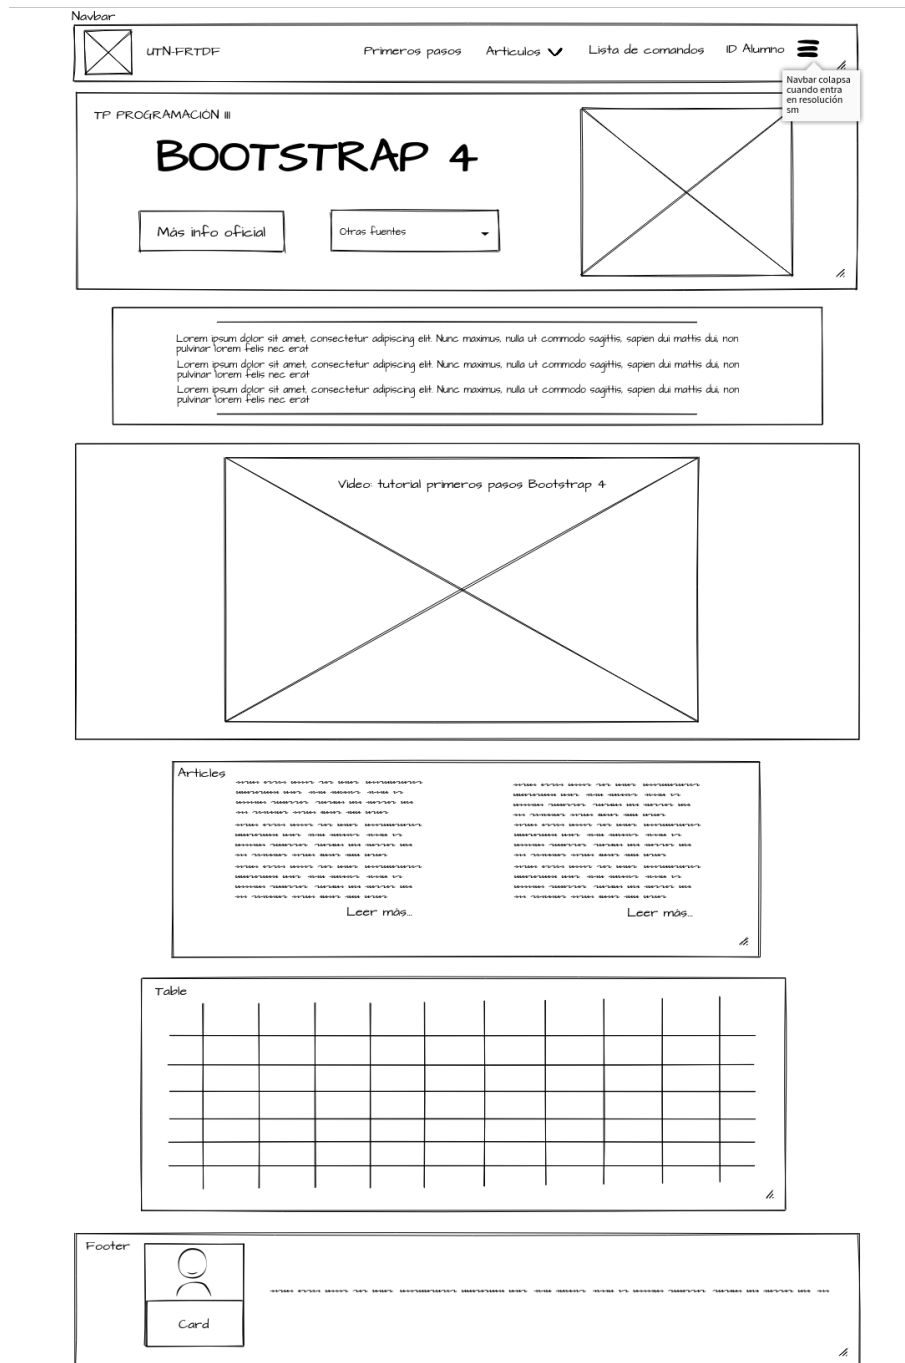 Navbar
UTN-FRTDF
Primeros pasos
Articulos
Lista de comandos
ID Alumno
Navbar colapsa
cuando entra
en resolución
sm
TP PROGRAMACIÓN III
BOOTSTRAP 4
Más info oficial
Otras fuentes
Lorem ipsum dolor sit amet, consectetur adipiscing elit. Nunc maximus, nulla ut commodo sagittis, sapien dui mattis dui, non
pulvinar lorem felis nec erat
Lorem ipsum dolor sit amet, consectetur adipiscing elit. Nunc maximus, nulla ut commodo sagittis, sapien dui mattis dui, non
pulvinar lorem felis nec erat
Lorem ipsum dolor sit amet, consectetur adipiscing elit. Nunc maximus, nulla ut commodo sagittis, sapien dui mattis dui, non
pulvinar lorem felis nec erat
Video: tutorial primeros pasos Bootstrap 4
Articles
Leer más...
Leer más...
Table
Footer
Card